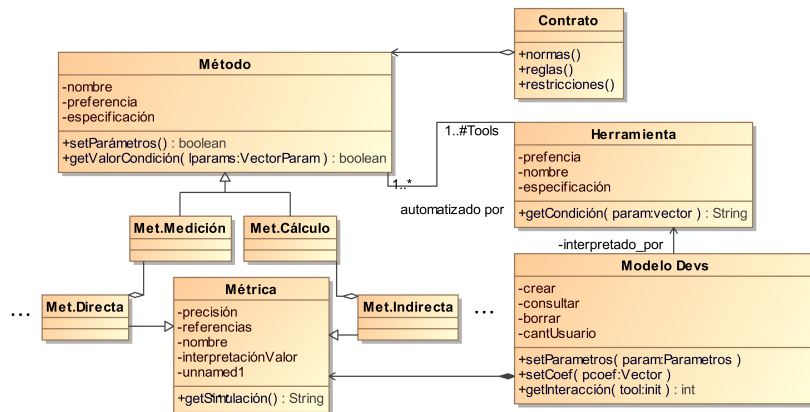 Contrato
+normas()
+reglas()
+restricciones()
Método
-nombre
-preferencia
-especificación
+setParámetros() : boolean
+getValorCondición( lparams:VectorParam ) : boolean
1..#Tools
1..*
automatizado por
Herramienta
-prefencia
-nombre
-especificación
+getCondición( param:vector ) : String
Met.Medición
Met.Cálculo
-interpretado_por
Modelo Devs
-crear
-consultar
-borrar
-cantUsuario
+setParametros( param:Parametros )
+setCoef( pcoef:Vector )
+getInteracción( tool:init ) : int
...
Met.Directa
Métrica
-precisión
-referencias
-nombre
-interpretaciónValor
-unnamed1
+getSimulación() : String
Met.Indirecta
...